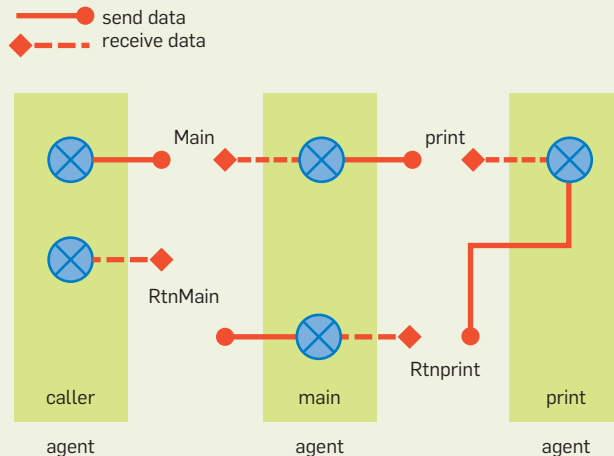 send data
receive data
Main
print
RtnMain
Rtnprint
caller
main
print
agent
agent
agent